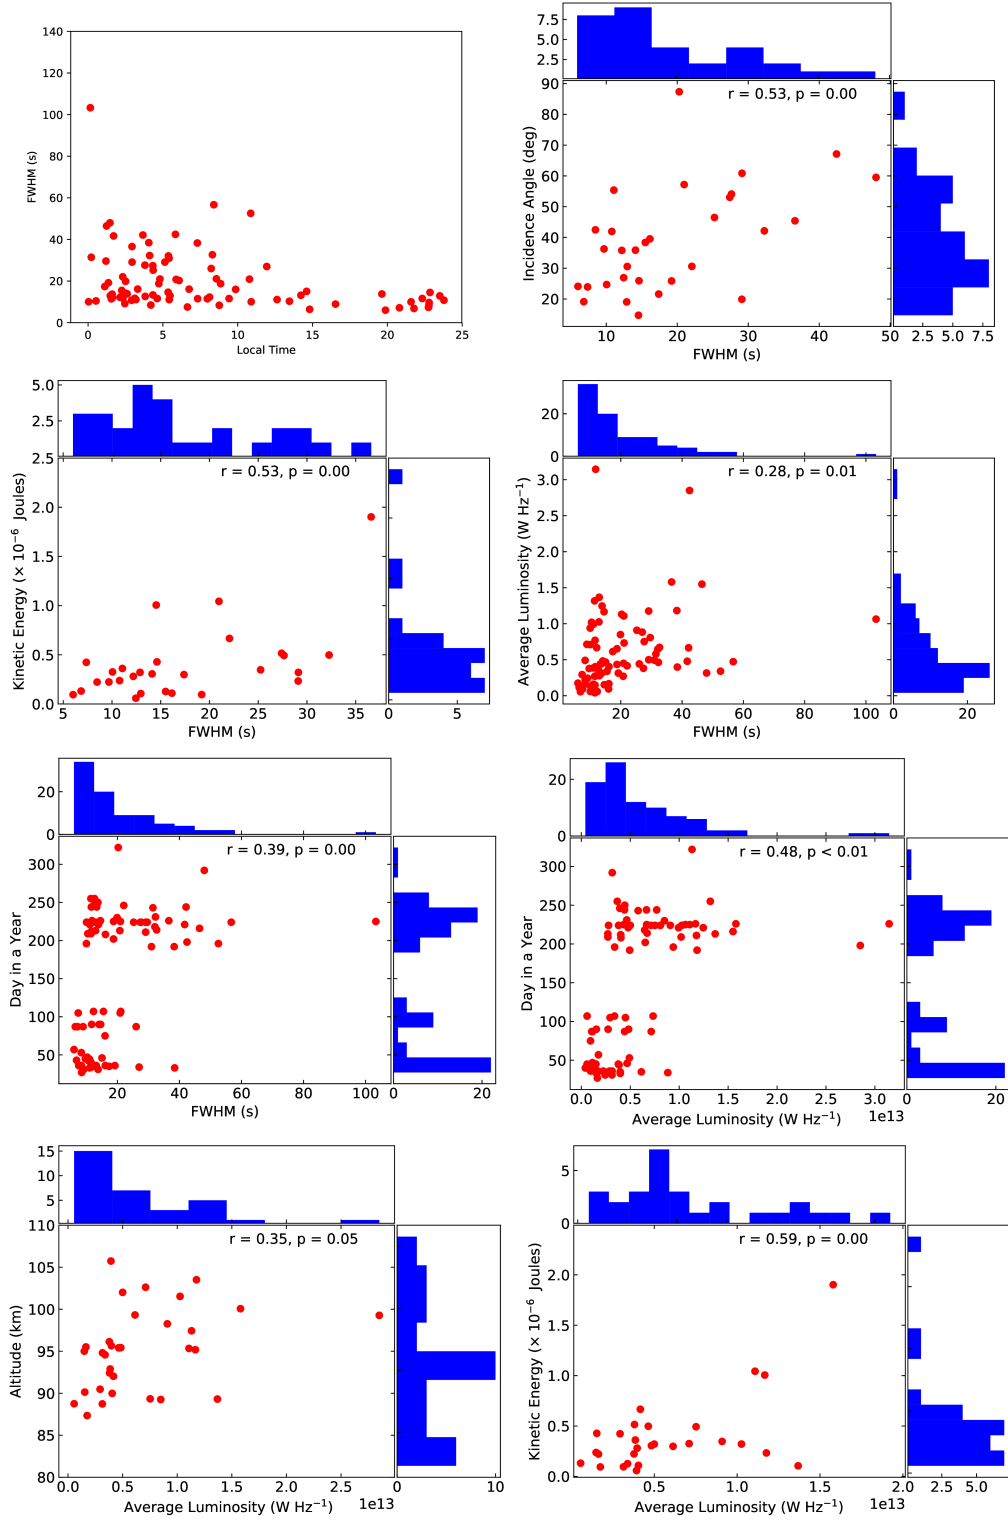 140
120
100
80
60
40
20
0
FWHM (s)
0 5 10 15 20 25
Local Time
7.5
5.0
2.5
90
80
70
60
50
40
30
20
Incidence Angle (deg)
r = 0.53, p = 0.00
10 20 30 40 50
FWHM (s)
2.5 5.0 7.5
5.0
2.5
2.5
2.0
1.5
1.0
0.5
0.0
Kinetic Energy (× 10⁻⁶ Joules)
r = 0.53, p = 0.00
5 10 15 20 25 30 35
FWHM (s)
0 5
20
0
3.0
2.5
2.0
1.5
1.0
0.5
0.0
Average Luminosity (W Hz⁻¹)
r = 0.28, p = 0.01
20 40 60 80 100
FWHM (s)
0 20
20
0
300
250
200
150
100
50
Day in a Year
r = 0.39, p = 0.00
20 40 60 80 100
FWHM (s)
0 20
20
0
300
250
200
150
100
50
Day in a Year
r = 0.48, p < 0.01
0.0 0.5 1.0 1.5 2.0 2.5 3.0
Average Luminosity (W Hz⁻¹)
1e13
0 20
15
10
5
110
105
100
95
90
85
80
Altitude (km)
r = 0.35, p = 0.05
0.0 0.5 1.0 1.5 2.0 2.5
Average Luminosity (W Hz⁻¹)
1e13
0 10
5
0
2.0
1.5
1.0
0.5
0.0
Kinetic Energy (× 10⁻⁶ Joules)
r = 0.59, p = 0.00
0.5 1.0 1.5 2.0
Average Luminosity (W Hz⁻¹)
1e13
2.5 5.0